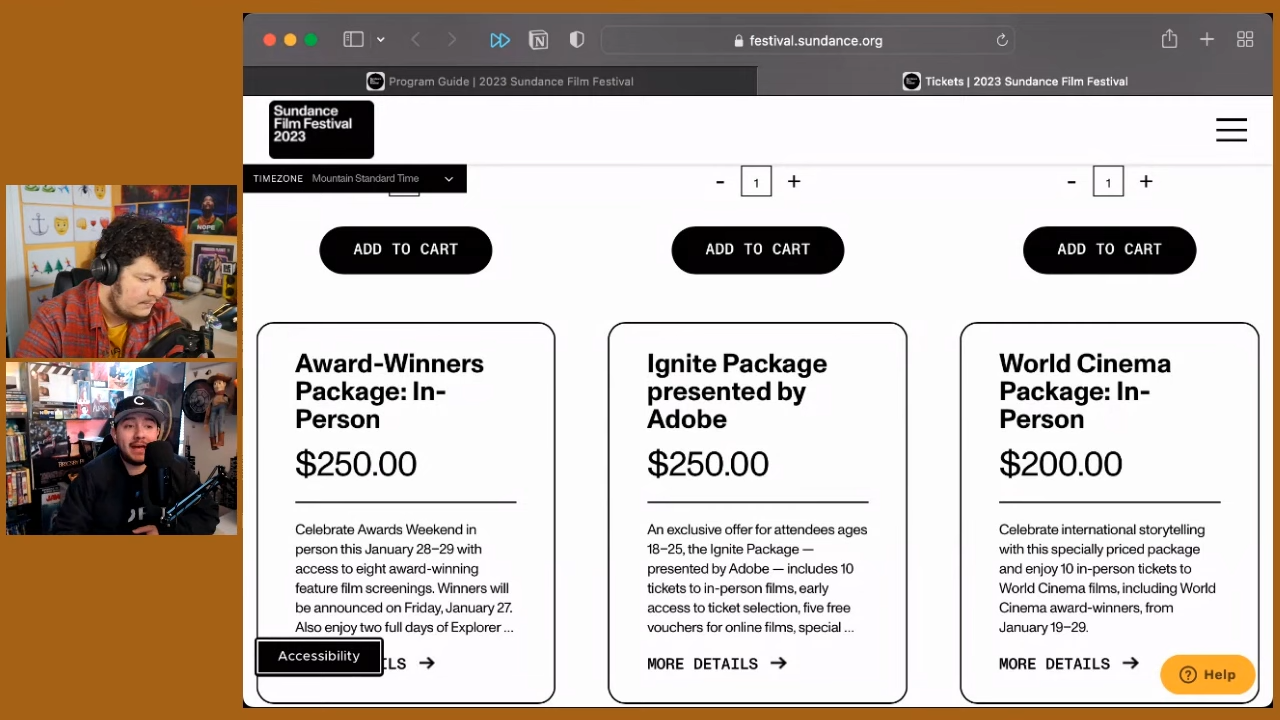 festival.sundance.org
Program Guide | 2023 Sundance Film Festival
Tickets | 2023 Sundance Film Festival
Sundance
Film Festival
2023
TIMEZONE Mountain Standard Time
- 1 +
- 1 +
ADD TO CART
ADD TO CART
ADD TO CART
Award-Winners
Package: In-
Person
$250.00
Celebrate Awards Weekend in
person this January 28–29 with
access to eight award-winning
feature film screenings. Winners will
be announced on Friday, January 27.
Also enjoy two full days of Explorer ...
LS →
Accessibility
Ignite Package
presented by
Adobe
$250.00
An exclusive offer for attendees ages
18–25, the Ignite Package —
presented by Adobe — includes 10
tickets to in-person films, early
access to ticket selection, five free
vouchers for online films, special ...
MORE DETAILS →
World Cinema
Package: In-
Person
$200.00
Celebrate international storytelling
with this specially priced package
and enjoy 10 in-person tickets to
World Cinema films, including World
Cinema award-winners, from
January 19–29.
MORE DETAILS →
? Help
NOPE
C